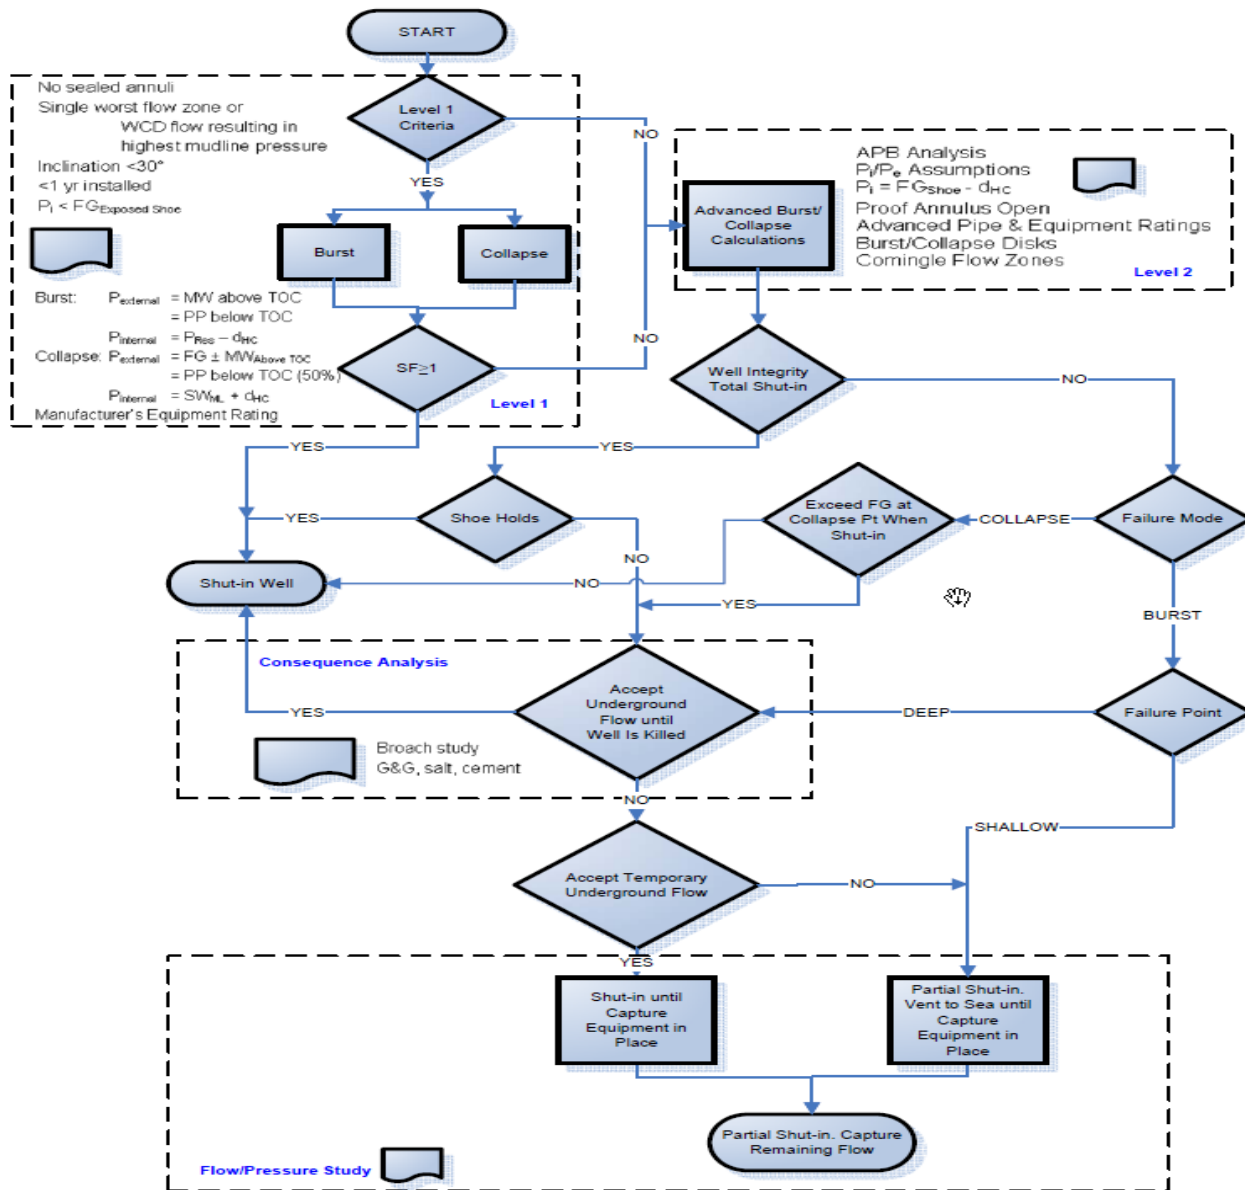 START
No sealed annuli
Single worst flow zone or
WCD flow resulting in
highest mudline pressure
Inclination <30°
<1 yr installed
Pi < FGExposed Shoe
Level 1
Criteria
NO
YES
Burst
Collapse
Burst: Pexternal = MW above TOC
= PP below TOC
Pinternal = PRes – dHC
Collapse: Pexternal = FG ± MWAbove TOC
= PP below TOC (50%)
Pinternal = SWML + dHC
Manufacturer's Equipment Rating
SF≥1
NO
Level 1
Advanced Burst/
Collapse
Calculations
APB Analysis
Pi/Pe Assumptions
Pi = FGShoe - dHC
Proof Annulus Open
Advanced Pipe & Equipment Ratings
Burst/Collapse Disks
Comingle Flow Zones
Level 2
Well Integrity
Total Shut-in
NO
YES
YES
Shoe Holds
YES
NO
Exceed FG at
Collapse Pt When
Shut-in
COLLAPSE
Failure Mode
Shut-in Well
NO
YES
BURST
Consequence Analysis
Accept
Underground
Flow until
Well Is Killed
YES
DEEP
Failure Point
Broach study
G&G, salt, cement
NO
SHALLOW
Accept Temporary
Underground Flow
NO
YES
Shut-in until
Capture
Equipment in
Place
Partial Shut-in.
Vent to Sea until
Capture
Equipment in
Place
Partial Shut-in. Capture
Remaining Flow
Flow/Pressure Study